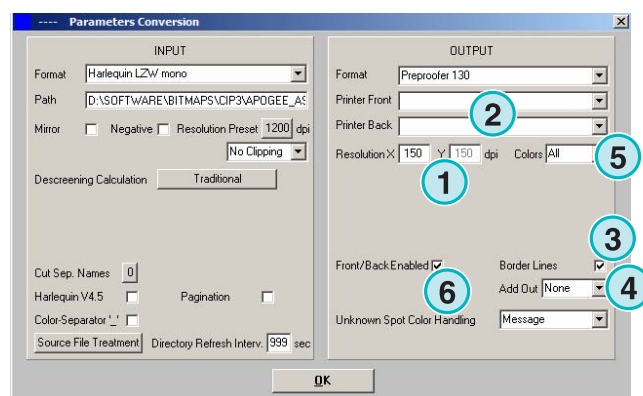 ---- Parameters Conversion
INPUT
Format Harlequin LZW mono
Path D:\SOFTWARE\BITMAPS\CIP3\APOGEE_AS
Mirror Negative Resolution Preset 1200 dpi
No Clipping
Descreening Calculation Traditional
Cut Sep. Names 0
Harlequin V4.5 Pagination
Color-Separator '_'
Source File Treatment Directory Refresh Interv. 999 sec
OUTPUT
Format Preproofer 130
Printer Front
2
Printer Back
Resolution X 150 Y 150 dpi Colors All 5
1
3
Front/Back Enabled Border Lines
6 Add Out None 4
Unknown Spot Color Handling Message
OK